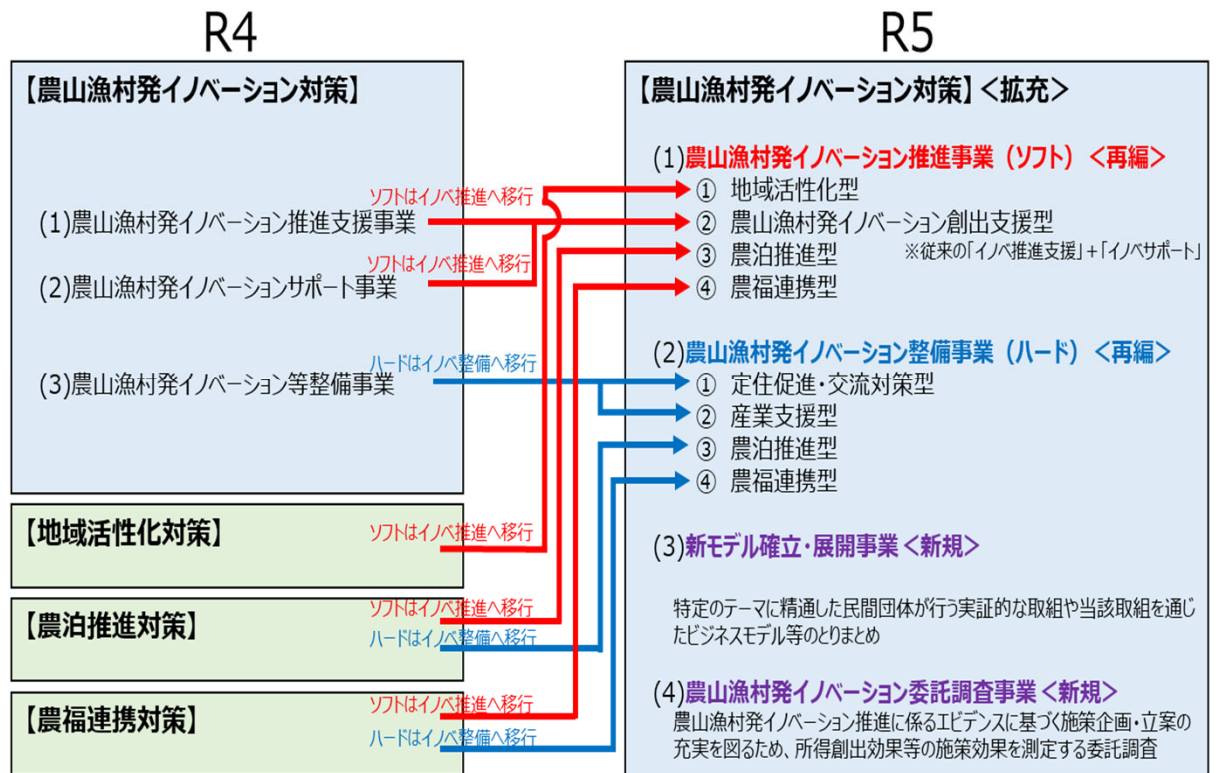 R4
【農山漁村発イノベーション対策】
ソフトはイノベ推進へ移行
(1)農山漁村発イノベーション推進支援事業
ソフトはイノベ推進へ移行
(2)農山漁村発イノベーションサポート事業
ハードはイノベ整備へ移行
(3)農山漁村発イノベーション等整備事業
【地域活性化対策】
ソフトはイノベ推進へ移行
【農泊推進対策】
ソフトはイノベ推進へ移行
ハードはイノベ整備へ移行
【農福連携対策】
ソフトはイノベ推進へ移行
ハードはイノベ整備へ移行
R5
【農山漁村発イノベーション対策】<拡充>
(1)農山漁村発イノベーション推進事業（ソフト）<再編>
① 地域活性化型
② 農山漁村発イノベーション創出支援型
③ 農泊推進型 ※従来の「イノベ推進支援」+「イノベサポート」
④ 農福連携型
(2)農山漁村発イノベーション整備事業（ハード）<再編>
① 定住促進・交流対策型
② 産業支援型
③ 農泊推進型
④ 農福連携型
(3)新モデル確立・展開事業<新規>
特定のテーマに精通した民間団体が行う実証的な取組や当該取組を通じ
たビジネスモデル等のとりまとめ
(4)農山漁村発イノベーション委託調査事業<新規>
農山漁村発イノベーション推進に係るエビデンスに基づく施策企画・立案の
充実を図るため、所得創出効果等の施策効果を測定する委託調査